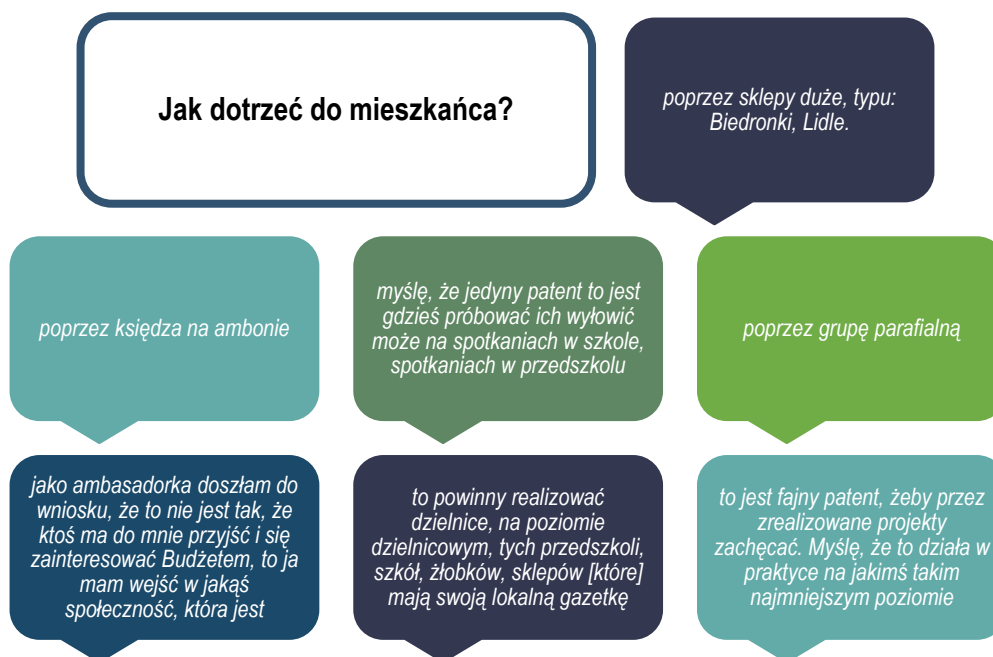 Jak dotrzeć do mieszkańca?
poprzez sklepy duże, typu:
Biedronki, Lidle.
poprzez księdza na ambonie
myślę, że jedyny patent to jest
gdzieś próbować ich wyłowić
może na spotkaniach w szkole,
spotkaniach w przedszkolu
poprzez grupę parafialną
jako ambasadorka doszłam do
wniosku, że to nie jest tak, że
ktoś ma do mnie przyjść i się
zainteresować Budżetem, to ja
mam wejść w jakąś
społeczność, która jest
to powinny realizować
dzielnice, na poziomie
dzielnicowym, tych przedszkoli,
szkół, żłobków, sklepów [które]
mają swoją lokalną gazetkę
to jest fajny patent, żeby przez
zrealizowane projekty
zachęcać. Myślę, że to działa w
praktyce na jakimś takim
najmniejszym poziomie